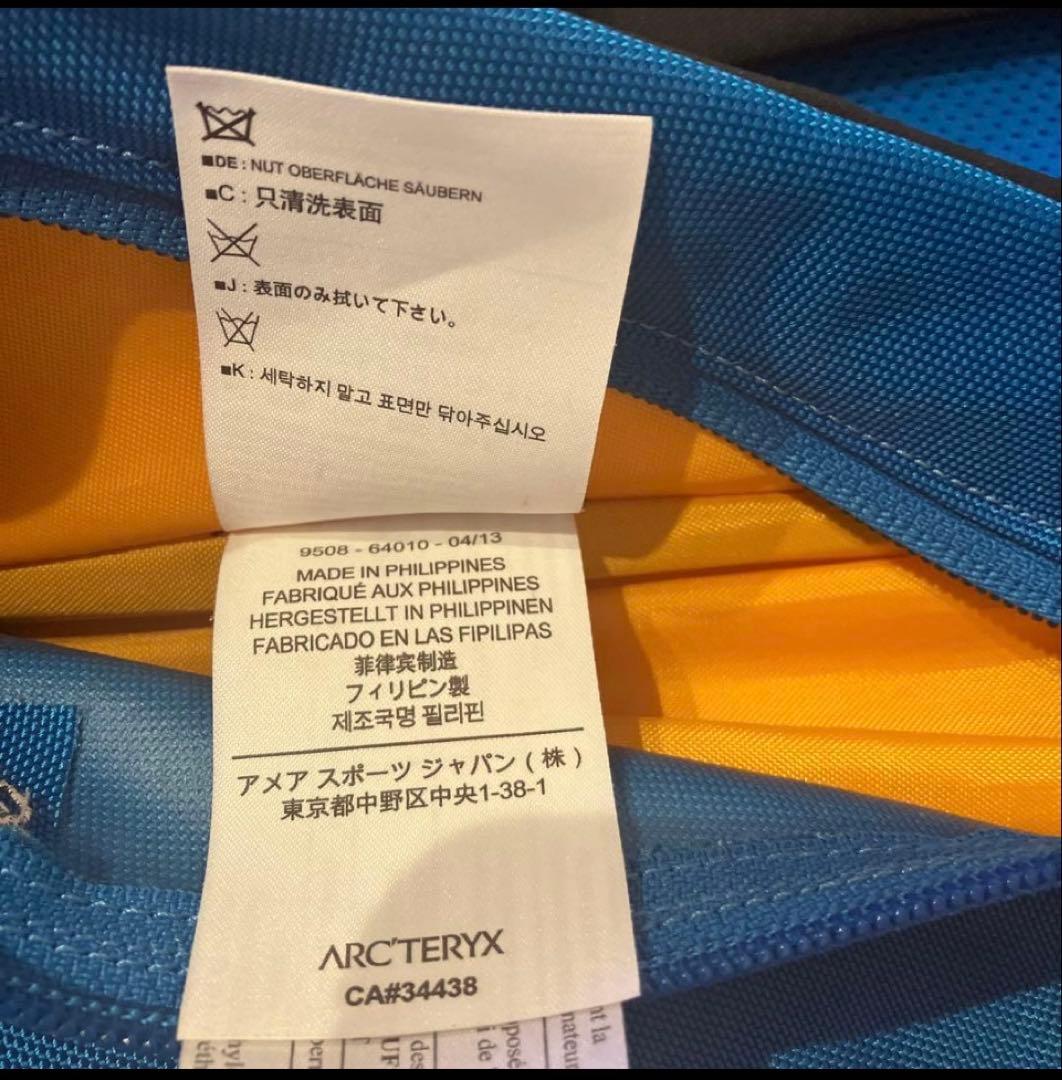 ■DE : NUT OBERFLÄCHE SÄUBERN
■C : 只清洗表面
■J : 表面のみ拭いて下さい。
■K : 세탁하지 말고 표면만 닦아주십시오
9508 - 64010 - 04/13
MADE IN PHILIPPINES
FABRIQUÉ AUX PHILIPPINES
HERGESTELLT IN PHILIPPINEN
FABRICADO EN LAS FIPILIPAS
菲律宾制造
フィリピン製
제조국명 필리핀
アメア スポーツ ジャパン ( 株 )
東京都中野区中央1-38-1
ARC'TERYX
CA#34438